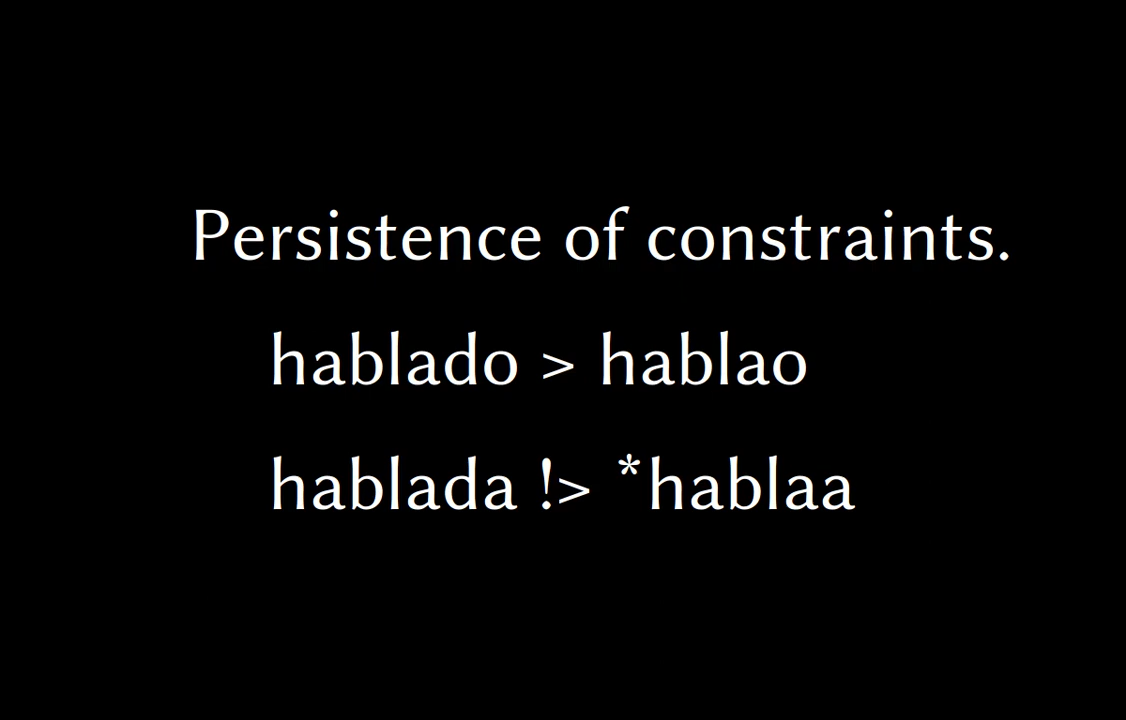 Persistence of constraints.
hablado > hablao
hablada !> *hablaa